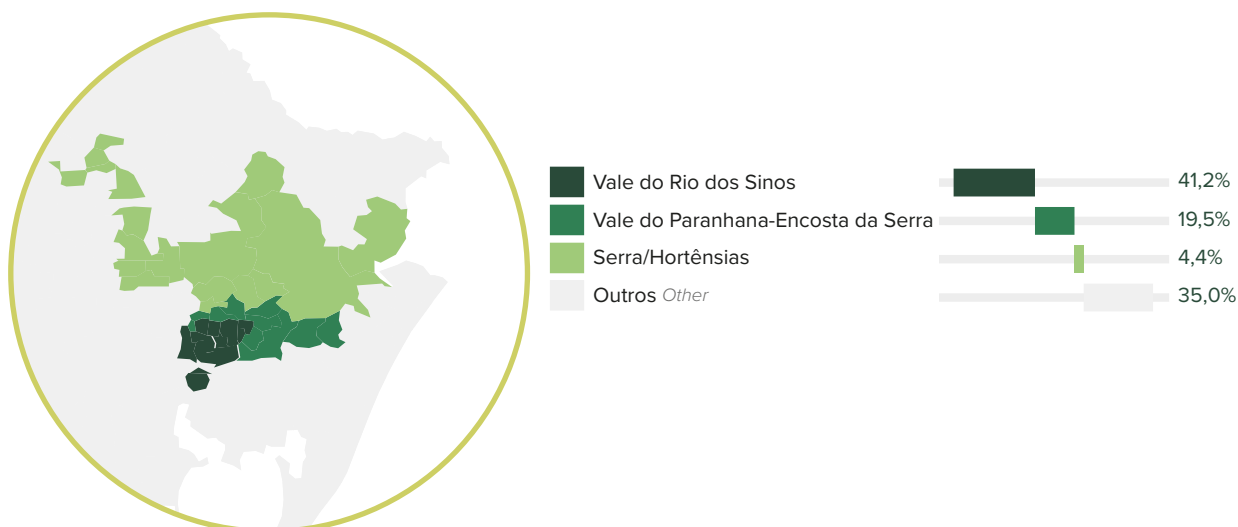 Vale do Rio dos Sinos 41,2%
Vale do Paranhana-Encosta da Serra 19,5%
Serra/Hortênsias 4,4%
Outros Other 35,0%